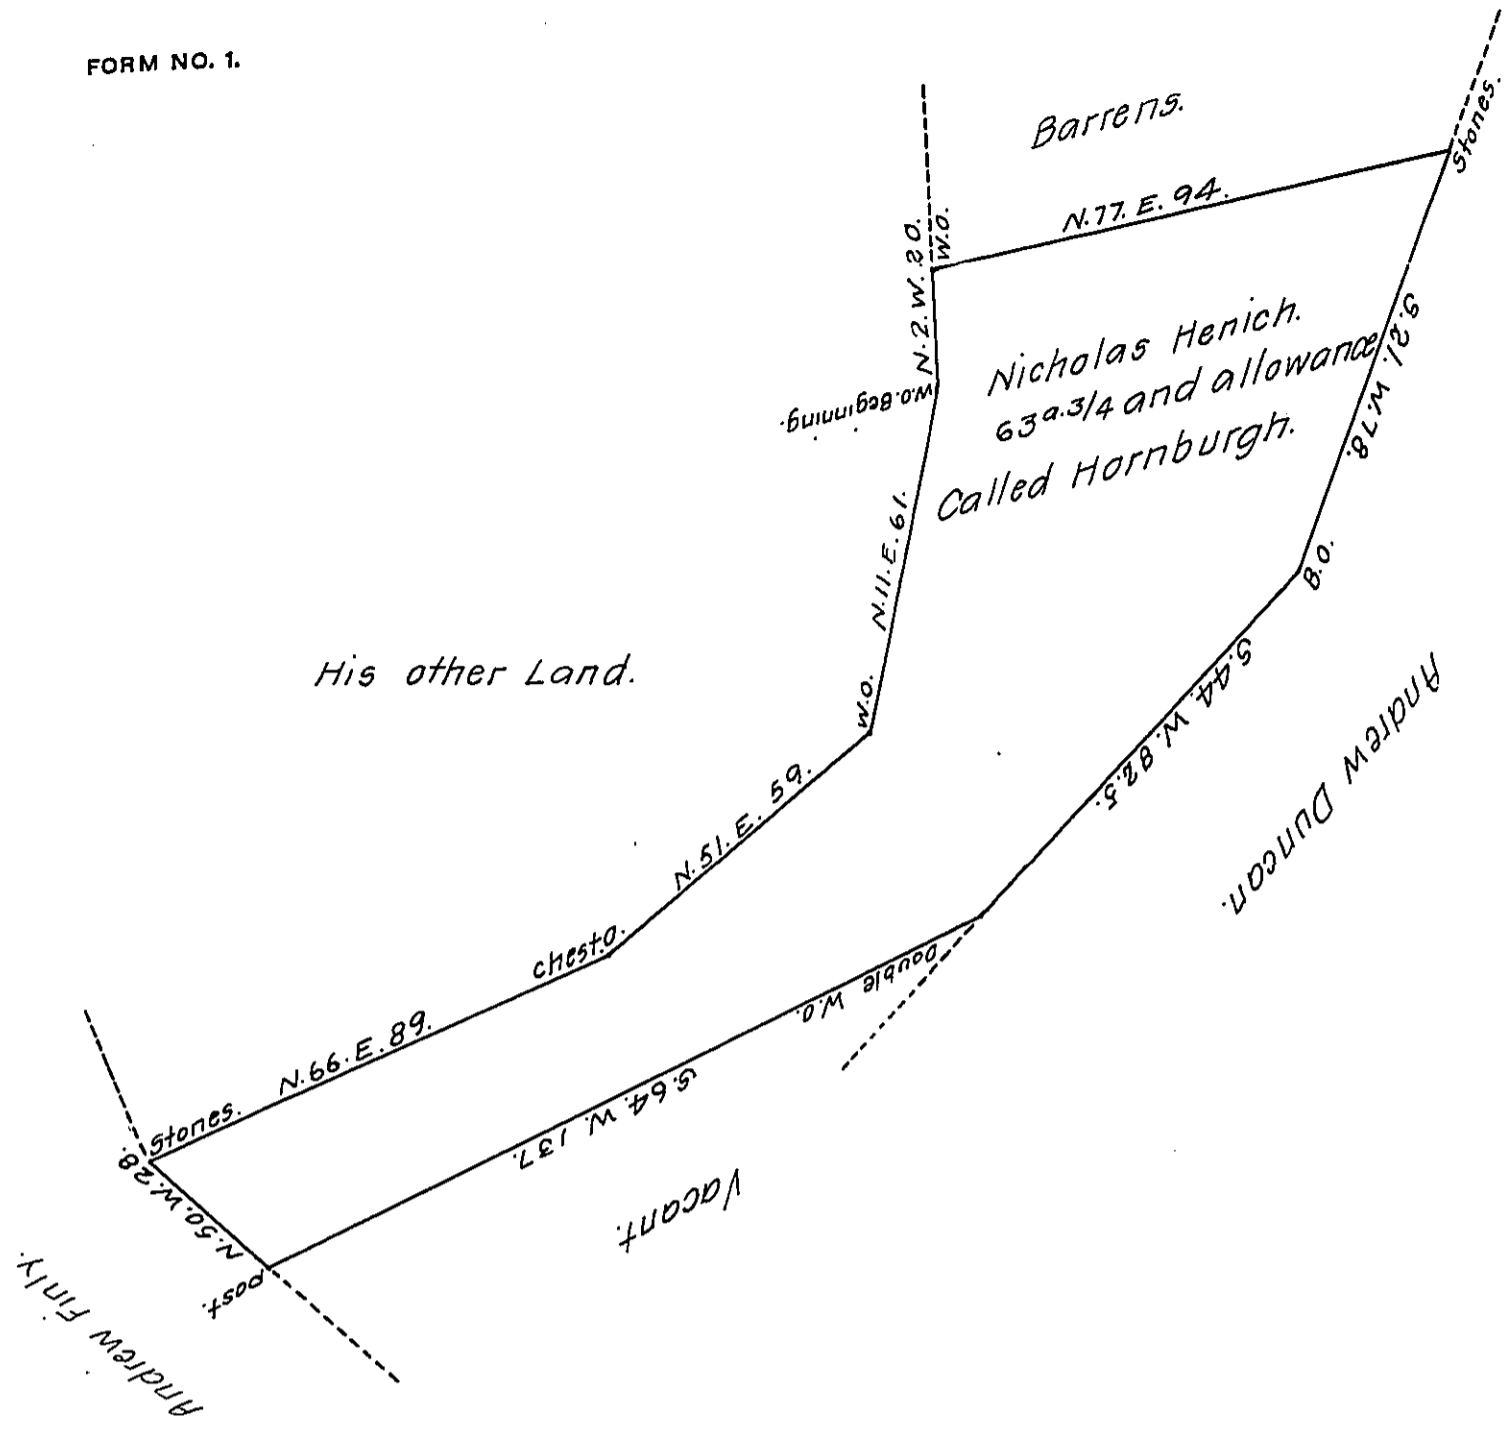 FORM NO. 1.
Barrens.
Stones.
N. 77. E. 94.
W.O.
N. 2. W. 20.
S. 21. W. 78.
Nicholas Henich.
63a. 3/4 and allowance
Called Hornburgh.
W.O. Beginning.
N. 11. E. 61.
B.O.
His other Land.
W.O.
S. 44. W. 82.5.
Andrew Duncan.
N. 51. E. 59.
chest o.
Double W.O.
N. 66. E. 89.
S. 64. W. 137.
Stones.
N. 50. W. 28.
Vacant.
post.
Andrew Finly.